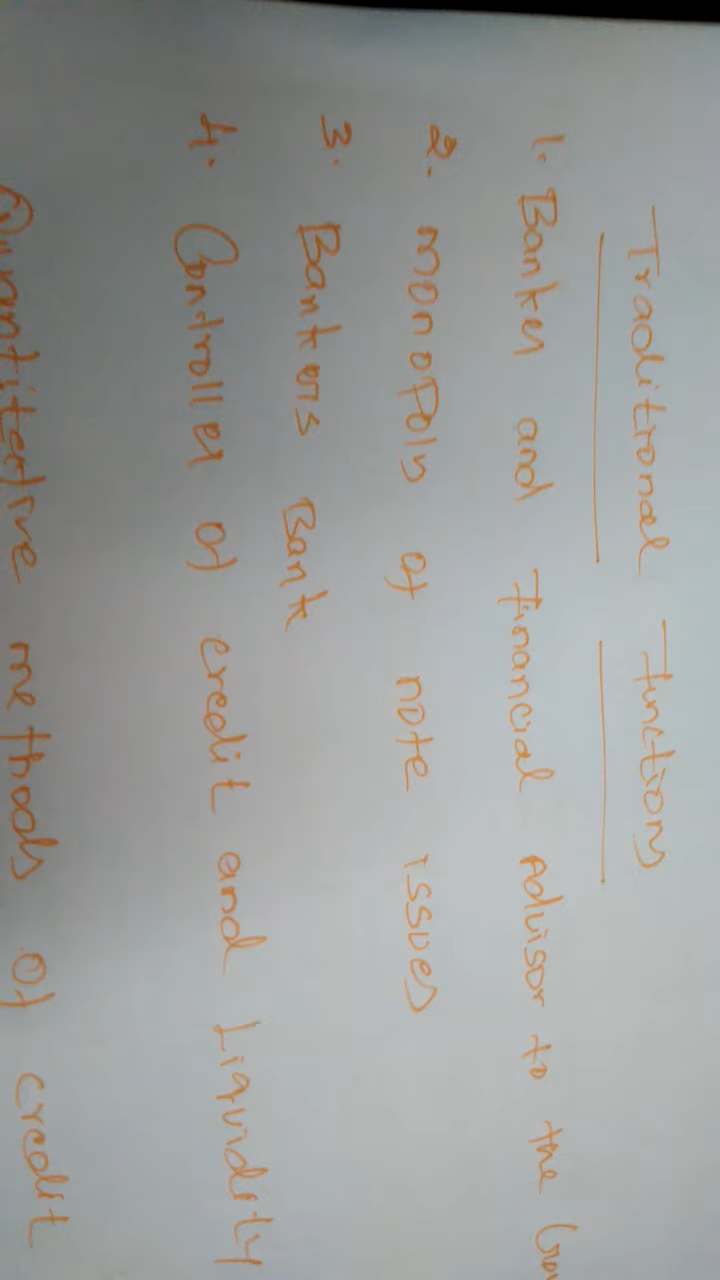 Traditional Functions
1. Banker and Financial Advisor to the
2. monopoly of note issues
3. Bankers Bank
4. Controller of credit and Liquidity
Quantitative methods of credit